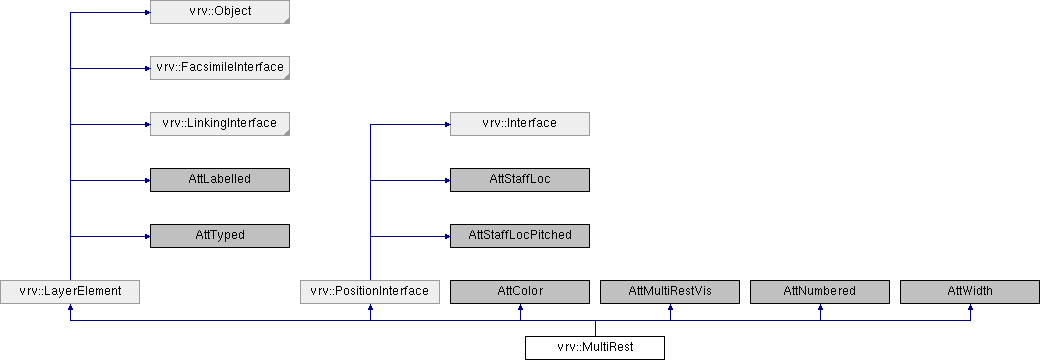 vrv::Object
vrv::FacsimileInterface
vrv::LinkingInterface
vrv::Interface
AttLabelled
AttStaffLoc
AttTyped
AttStaffLocPitched
vrv::LayerElement
vrv::PositionInterface
AttColor
AttMultiRestVis
AttNumbered
AttWidth
vrv::MultiRest